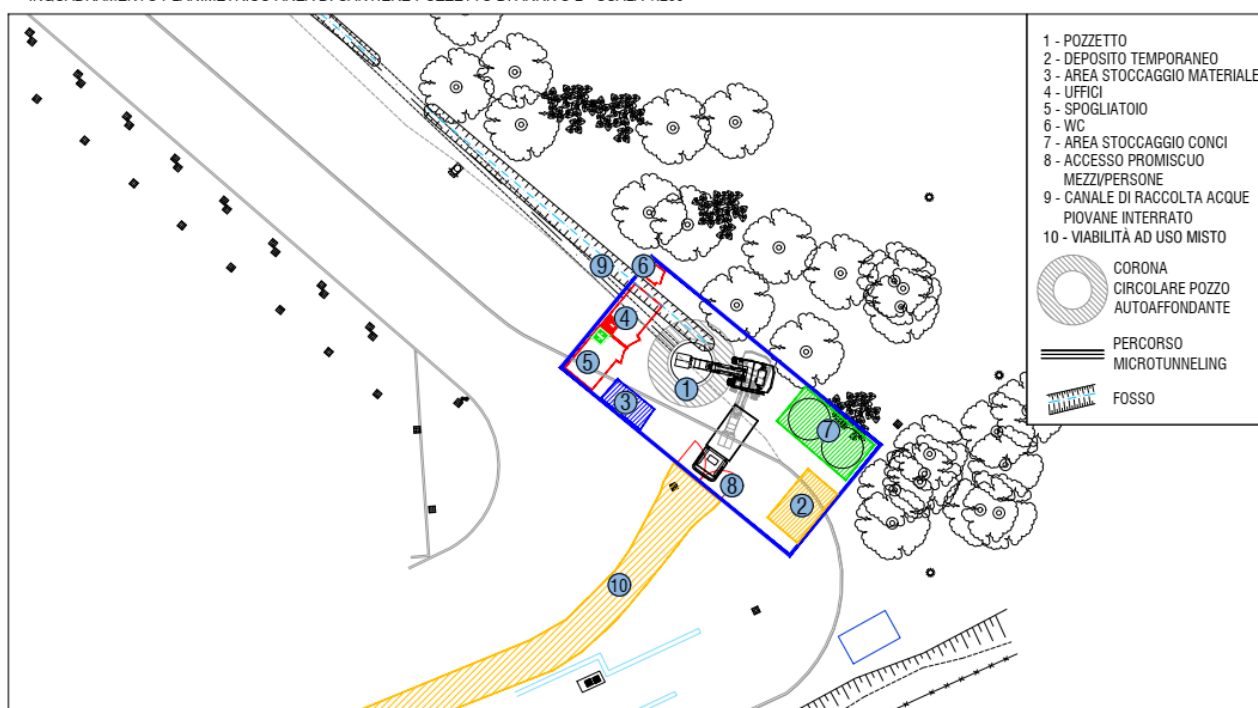 1 - POZZETTO
2 - DEPOSITO TEMPORANEO
3 - AREA STOCCAGGIO MATERIALE
4 - UFFICI
5 - SPOGLIATOIO
6 - WC
7 - AREA STOCCAGGIO CONCI
8 - ACCESSO PROMISCUO
MEZZI/PERSONE
9 - CANALE DI RACCOLTA ACQUE
PIOVANE INTERRATO
10 - VIABILITÀ AD USO MISTO
CORONA
CIRCOLARE POZZO
AUTOAFFONDANTE
PERCORSO
MICROTUNNELING
FOSSO
9
6
4
5
1
3
7
8
2
10